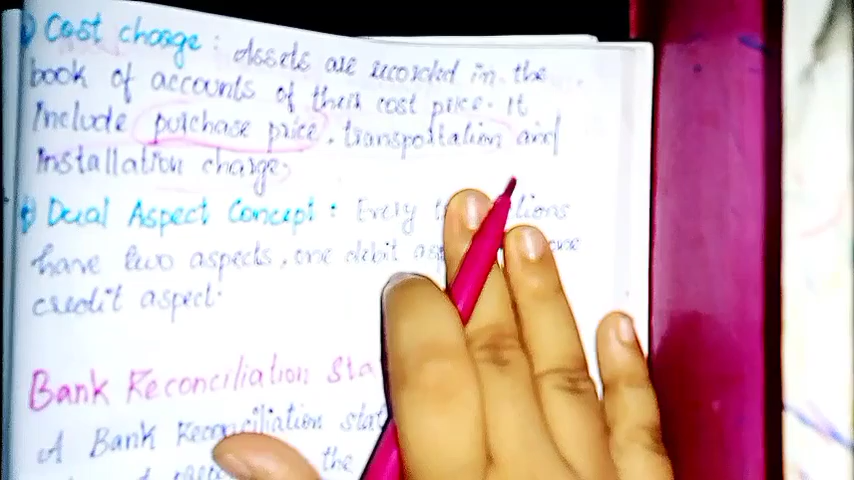 Cost charge : Assets are recorded in the
book of accounts of their cost price. It
Include purchase price, transportation and
Installation charge.
Dual Aspect Concept : Every
have two aspects, one debit
credit aspect.
Bank Reconciliation
A Bank Reconciliation
the